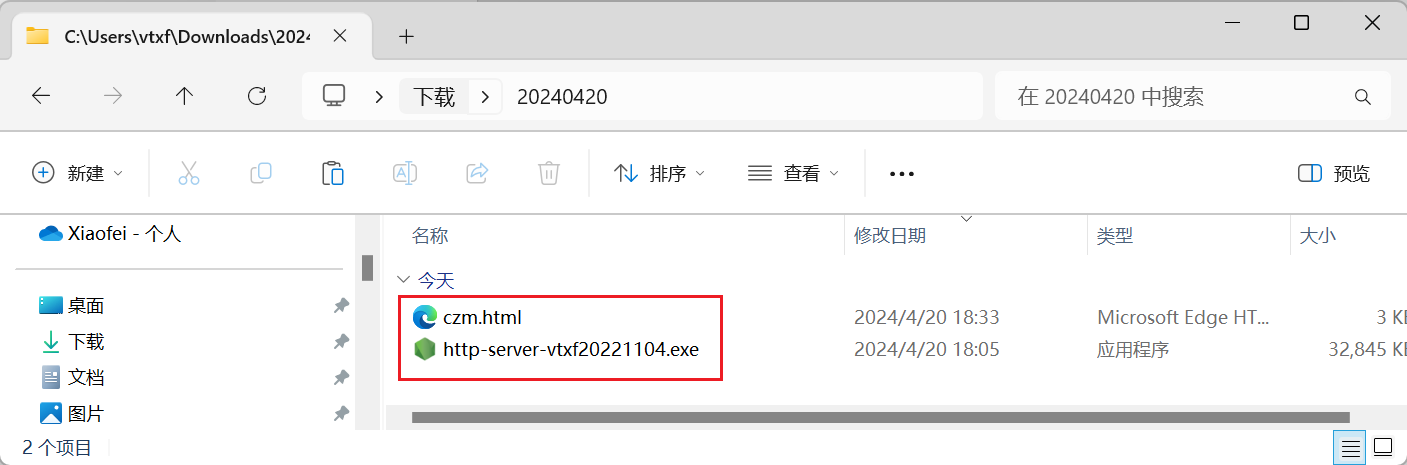 C:\Users\vtxf\Downloads\2024
下载 20240420
在 20240420 中搜索
新建 排序 查看 预览
Xiaofei - 个人
名称 修改日期 类型 大小
今天
桌面
czm.html 2024/4/20 18:33 Microsoft Edge HT... 3 KB
下载
http-server-vtxf20221104.exe 2024/4/20 18:05 应用程序 32,845 KB
文档
图片
2 个项目